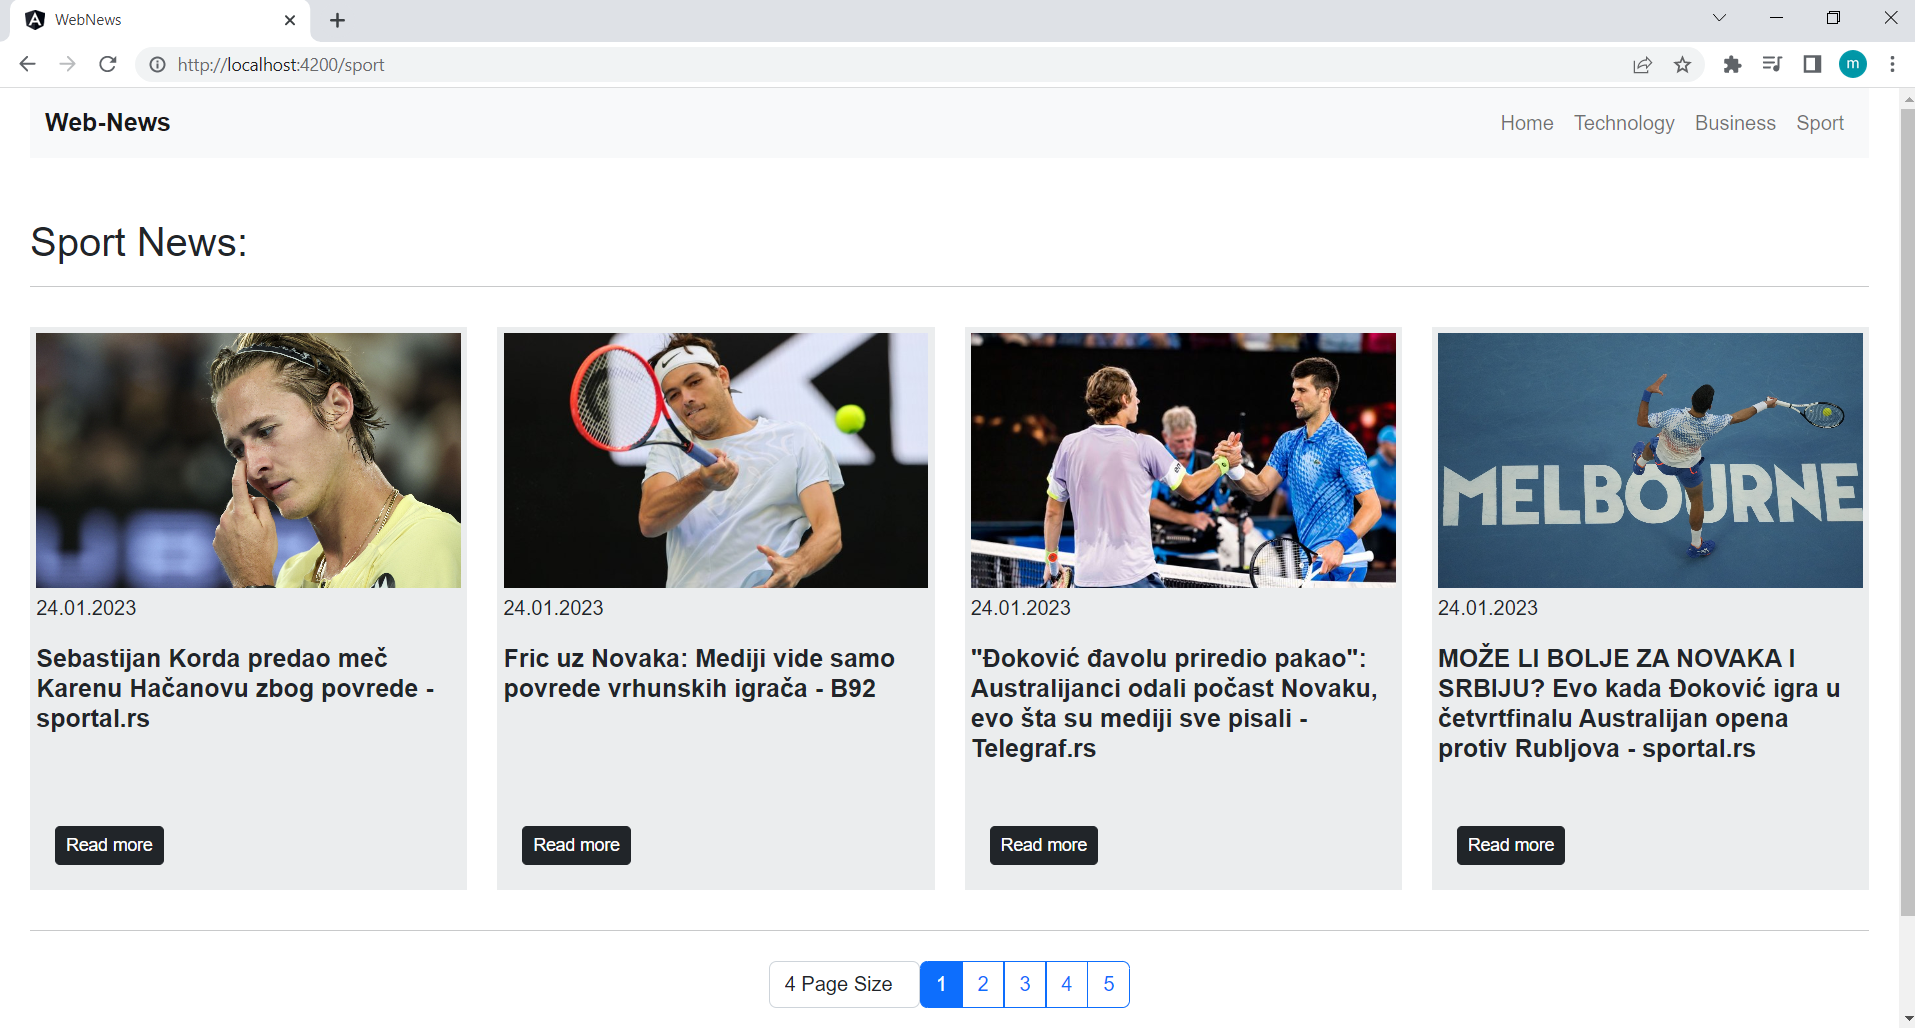 WebNews
http://localhost:4200/sport
m
Web-News
Home Technology Business Sport
Sport News:
MELBOURNE
24.01.2023
Sebastijan Korda predao meč
Karenu Hačanovu zbog povrede -
sportal.rs
Read more
24.01.2023
Fric uz Novaka: Mediji vide samo
povrede vrhunskih igrača - B92
Read more
24.01.2023
"Đoković đavolu priredio pakao":
Australijanci odali počast Novaku,
evo šta su mediji sve pisali -
Telegraf.rs
Read more
24.01.2023
MOŽE LI BOLJE ZA NOVAKA I
SRBIJU? Evo kada Đoković igra u
četvrtfinalu Australijan opena
protiv Rubljova - sportal.rs
Read more
4 Page Size 1 2 3 4 5